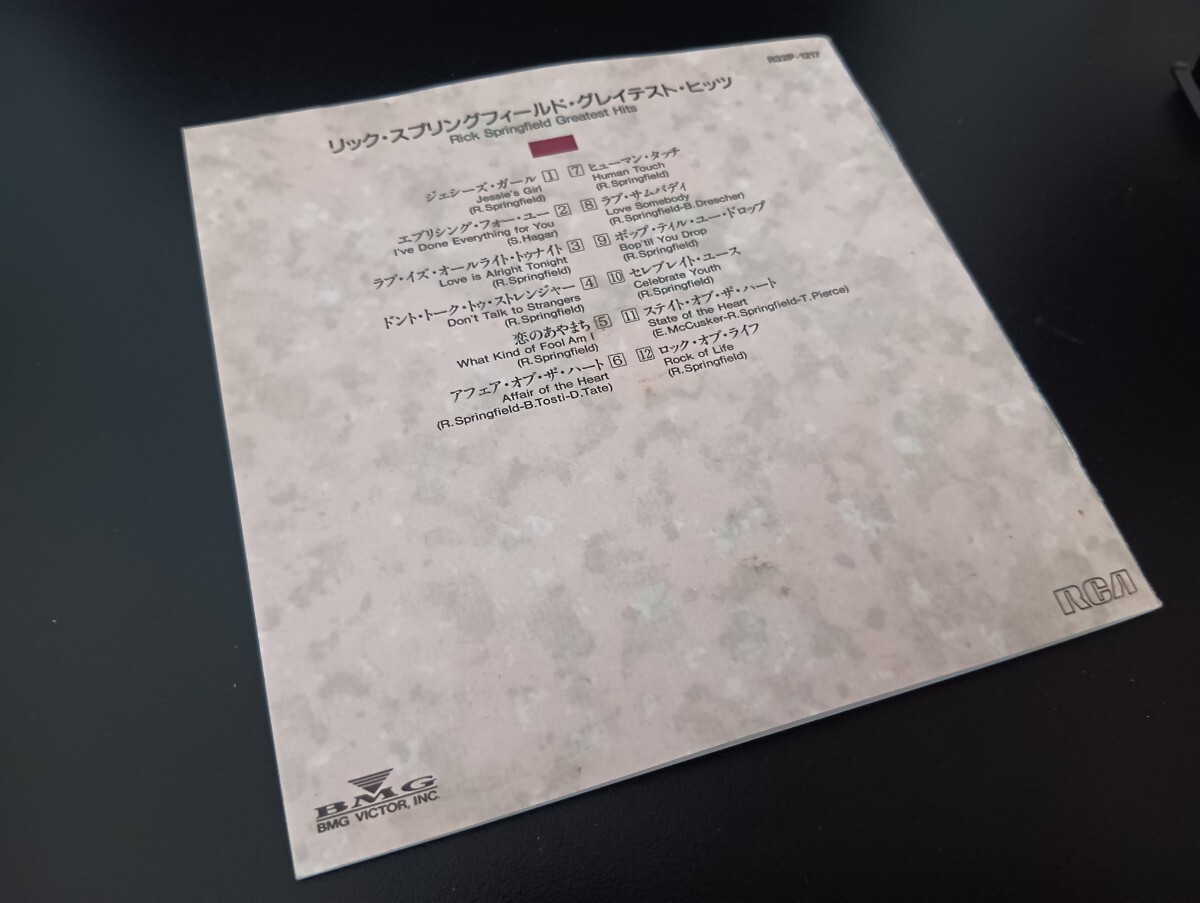 R32P-1217
リック・スプリングフィールド・グレイテスト・ヒッツ
Rick Springfield Greatest Hits
ジェシーズ・ガール 1
Jessie's Girl
(R.Springfield)
エブリシング・フォー・ユー 2
I've Done Everything for You
(S.Hagar)
ラブ・イズ・オールライト・トゥナイト 3
Love is Alright Tonight
(R.Springfield)
ドント・トーク・トゥ・ストレンジャー 4
Don't Talk to Strangers
(R.Springfield)
恋のあやまち 5
What Kind of Fool Am I
(R.Springfield)
アフェア・オブ・ザ・ハート 6
Affair of the Heart
(R.Springfield-B.Tosti-D.Tate)
7 ヒューマン・タッチ
Human Touch
(R.Springfield)
8 ラブ・サムバディ
Love Somebody
(R.Springfield-B.Drescher)
9 ボップ・ティル・ユー・ドロップ
Bop'til You Drop
(R.Springfield)
10 セレブレイト・ユース
Celebrate Youth
(R.Springfield)
11 ステイト・オブ・ザ・ハート
State of the Heart
(E.McCusker-R.Springfield-T.Pierce)
12 ロック・オブ・ライフ
Rock of Life
(R.Springfield)
RCA
BMG
BMG VICTOR, INC.